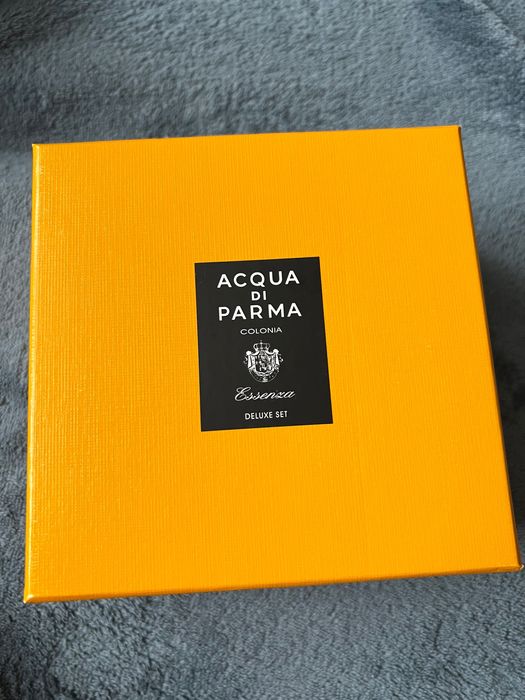 ACQUA
DI
PARMA
COLONIA
Essenza
DELUXE SET